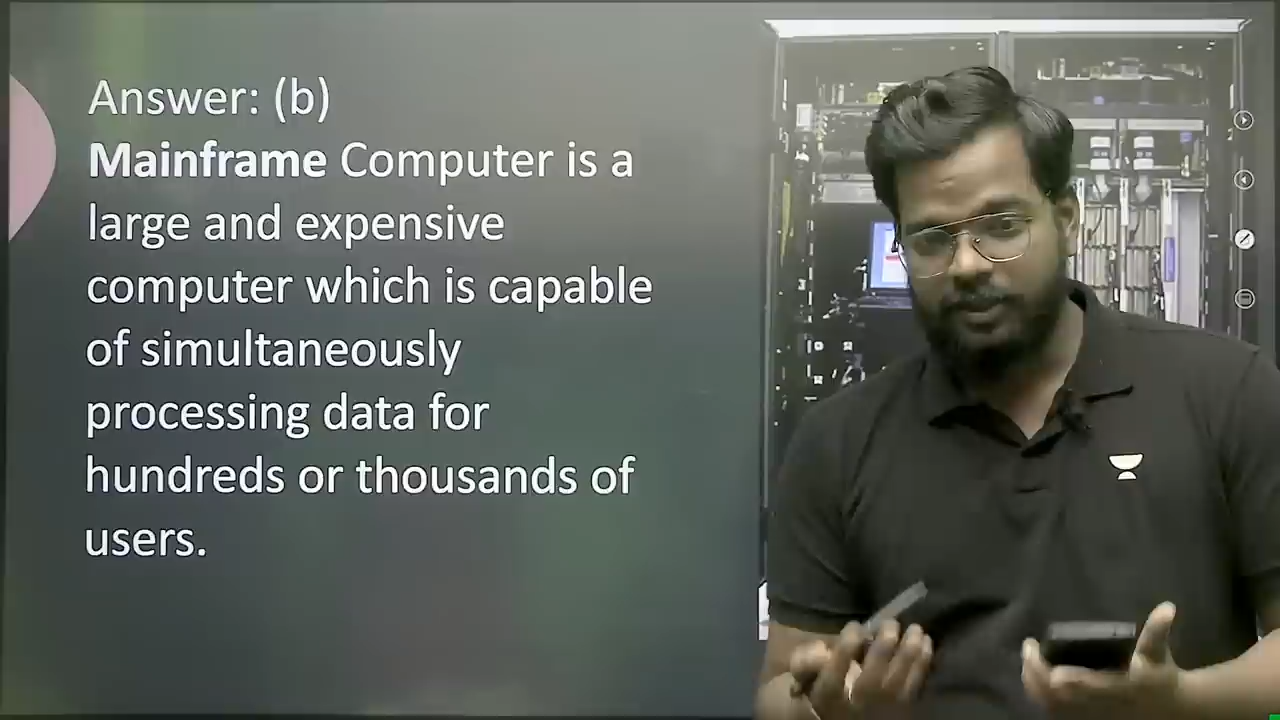 Answer: (b)
Mainframe Computer is a
large and expensive
computer which is capable
of simultaneously
processing data for
hundreds or thousands of
users.